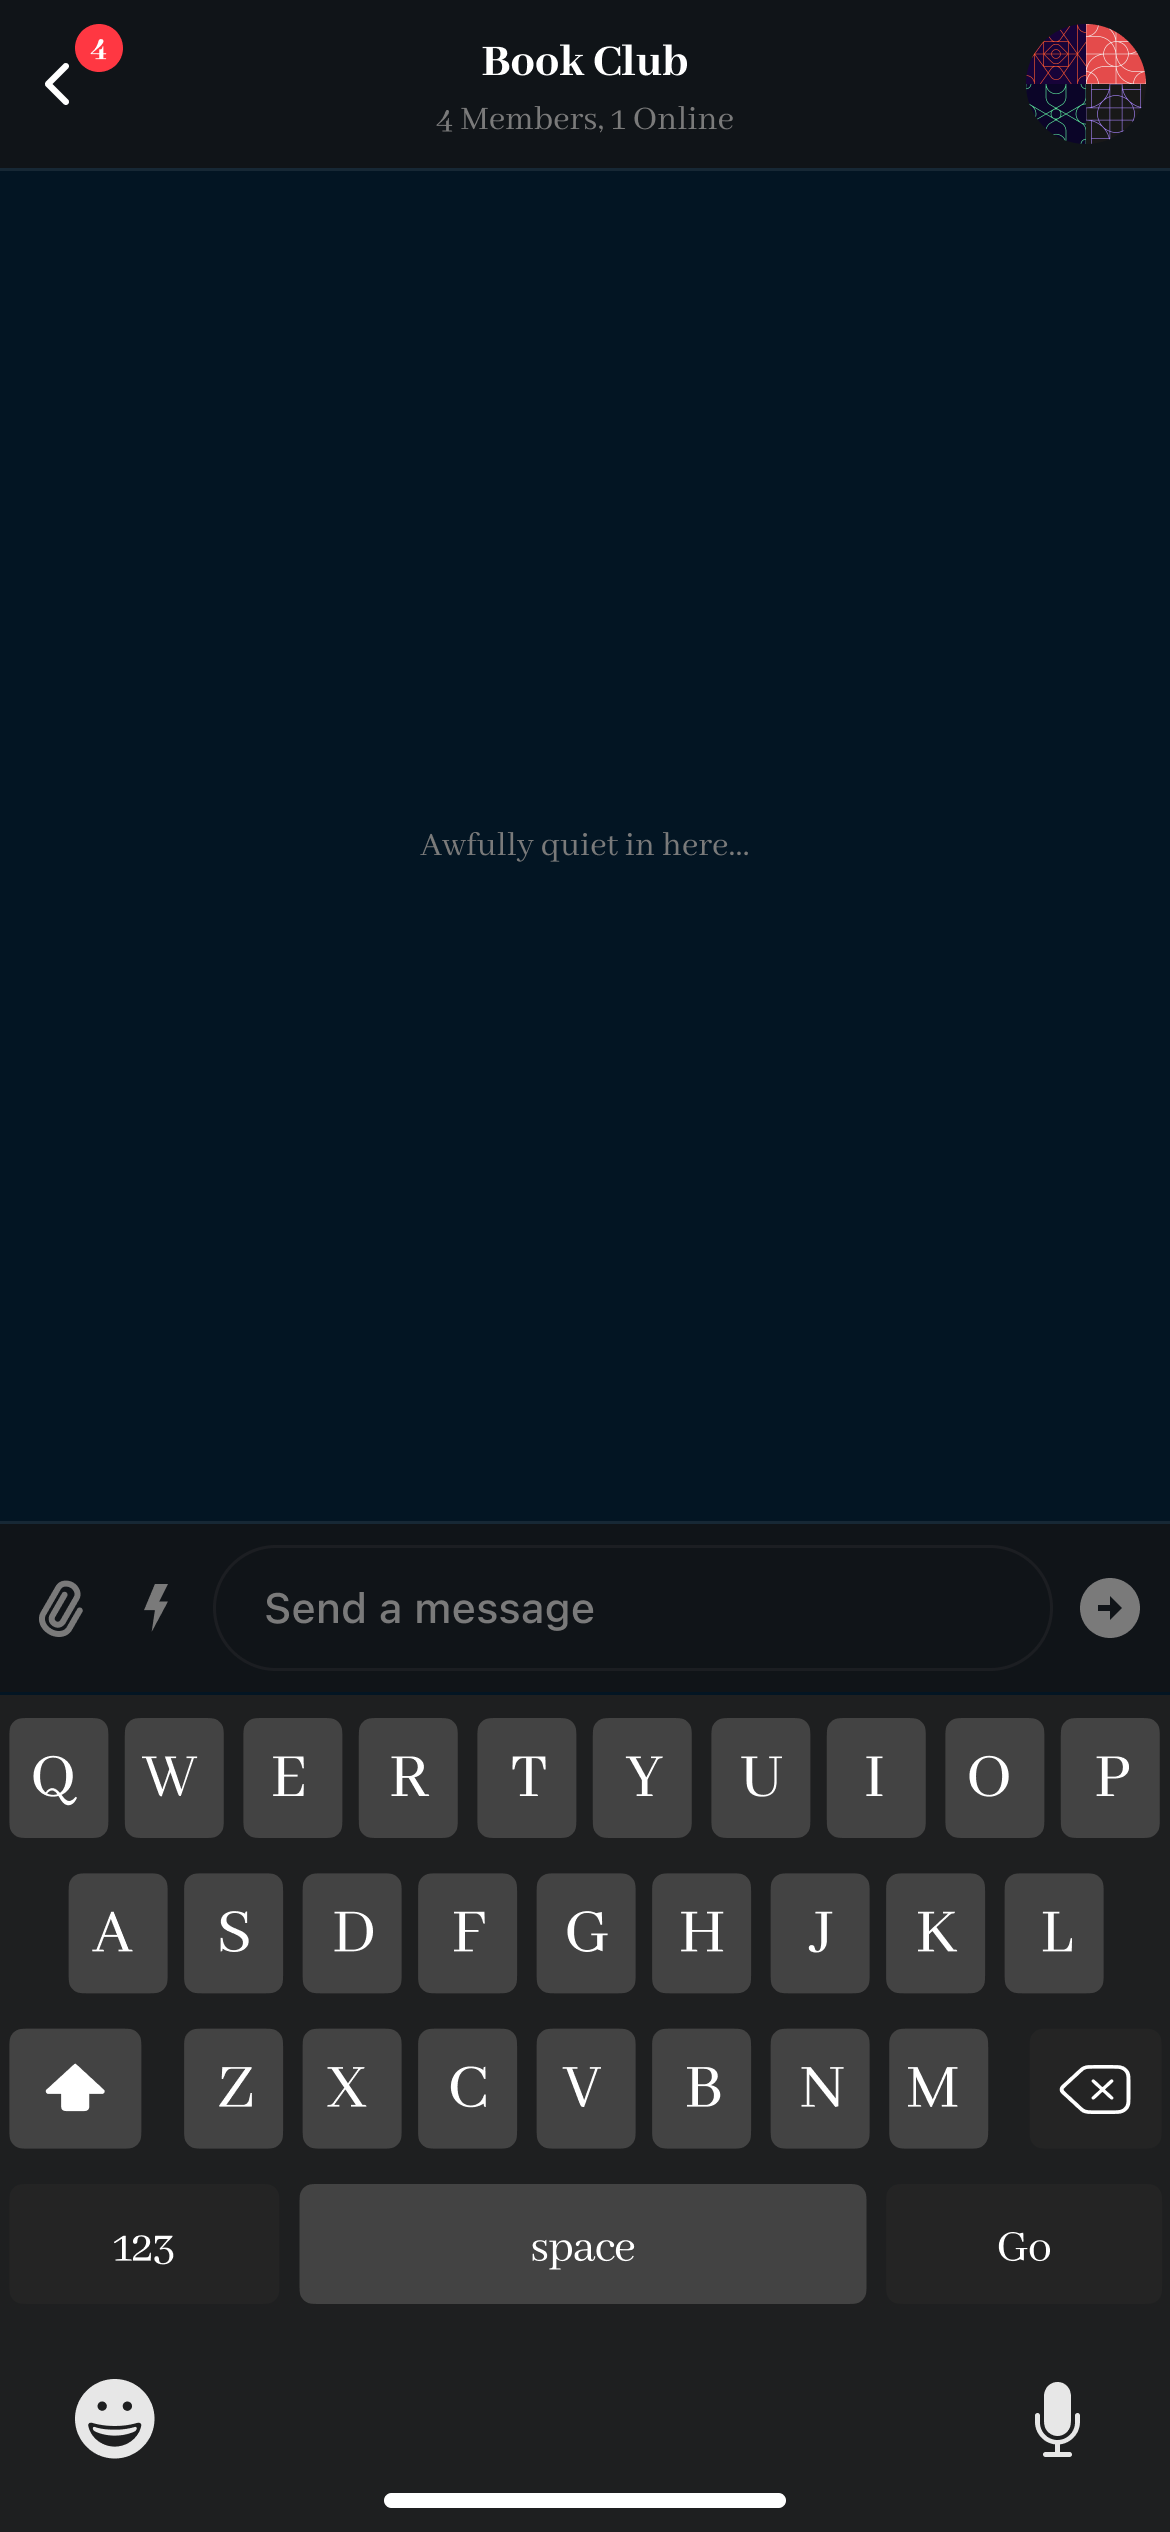 4
Book Club
4 Members, 1 Online
Awfully quiet in here...
Send a message
Q W E R T Y U I O P
A S D F G H J K L
Z X C V B N M
123 space Go